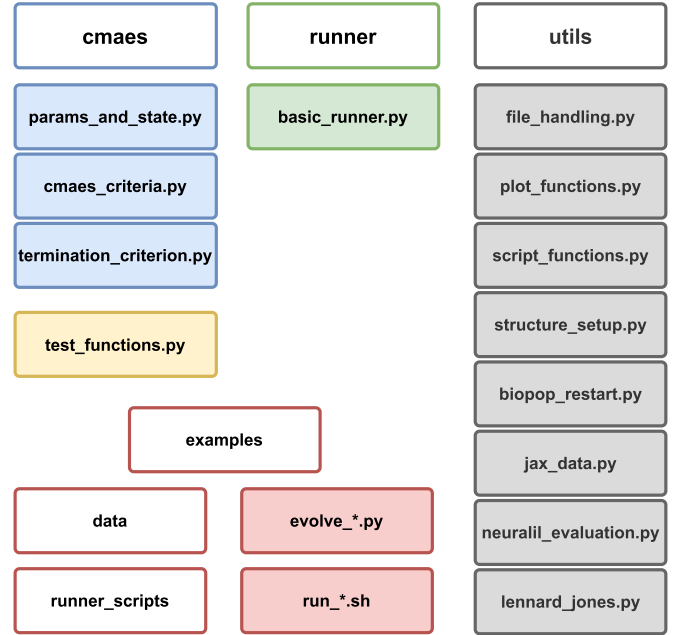 cmaes
params_and_state.py
cmaes_criteria.py
termination_criterion.py
test_functions.py
runner
basic_runner.py
utils
file_handling.py
plot_functions.py
script_functions.py
structure_setup.py
biopop_restart.py
jax_data.py
neuralil_evaluation.py
lennard_jones.py
examples
data
evolve_*.py
runner_scripts
run_*.sh